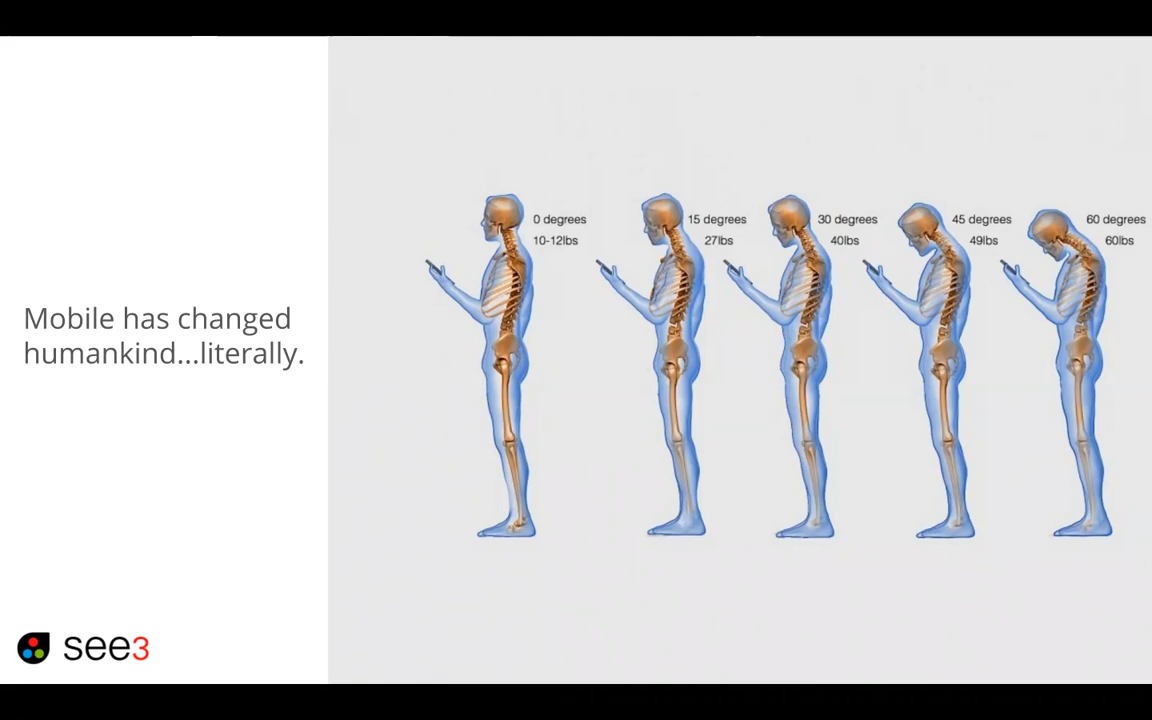 Mobile has changed
humankind...literally.
0 degrees
10-12lbs
15 degrees
27lbs
30 degrees
40lbs
45 degrees
49lbs
60 degrees
60lbs
see3